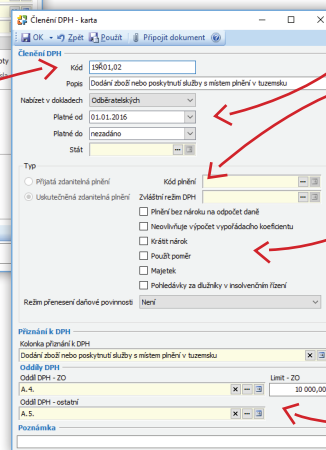 Členění DPH - karta
OK Zpět Použít Připojit dokument
Členění DPH
Kód 19Ř01,02
Popis Dodání zboží nebo poskytnutí služby s místem plnění v tuzemsku
Nabízet v dokladech Odběratelských
Platné od 01.01.2016
Platné do nezadáno
Stát
Typ
Přijatá zdanitelná plnění Kód plnění
Uskutečněná zdanitelná plnění Zvláštní režim DPH
Plnění bez nároku na odpočet daně
Neovlivňuje výpočet vypořádacího koeficientu
Krátit nárok
Použít poměr
Majetek
Pohledávky za dlužníky v insolvenčním řízení
Režim přenesení daňové povinnosti Není
Přiznání k DPH
Kolonka přiznání k DPH
Dodání zboží nebo poskytnutí služby s místem plnění v tuzemsku
Oddíly DPH
Oddíl DPH - ZO Limit - ZO
A.4. 10 000,00
Oddíl DPH - ostatní
A.5.
Poznámka